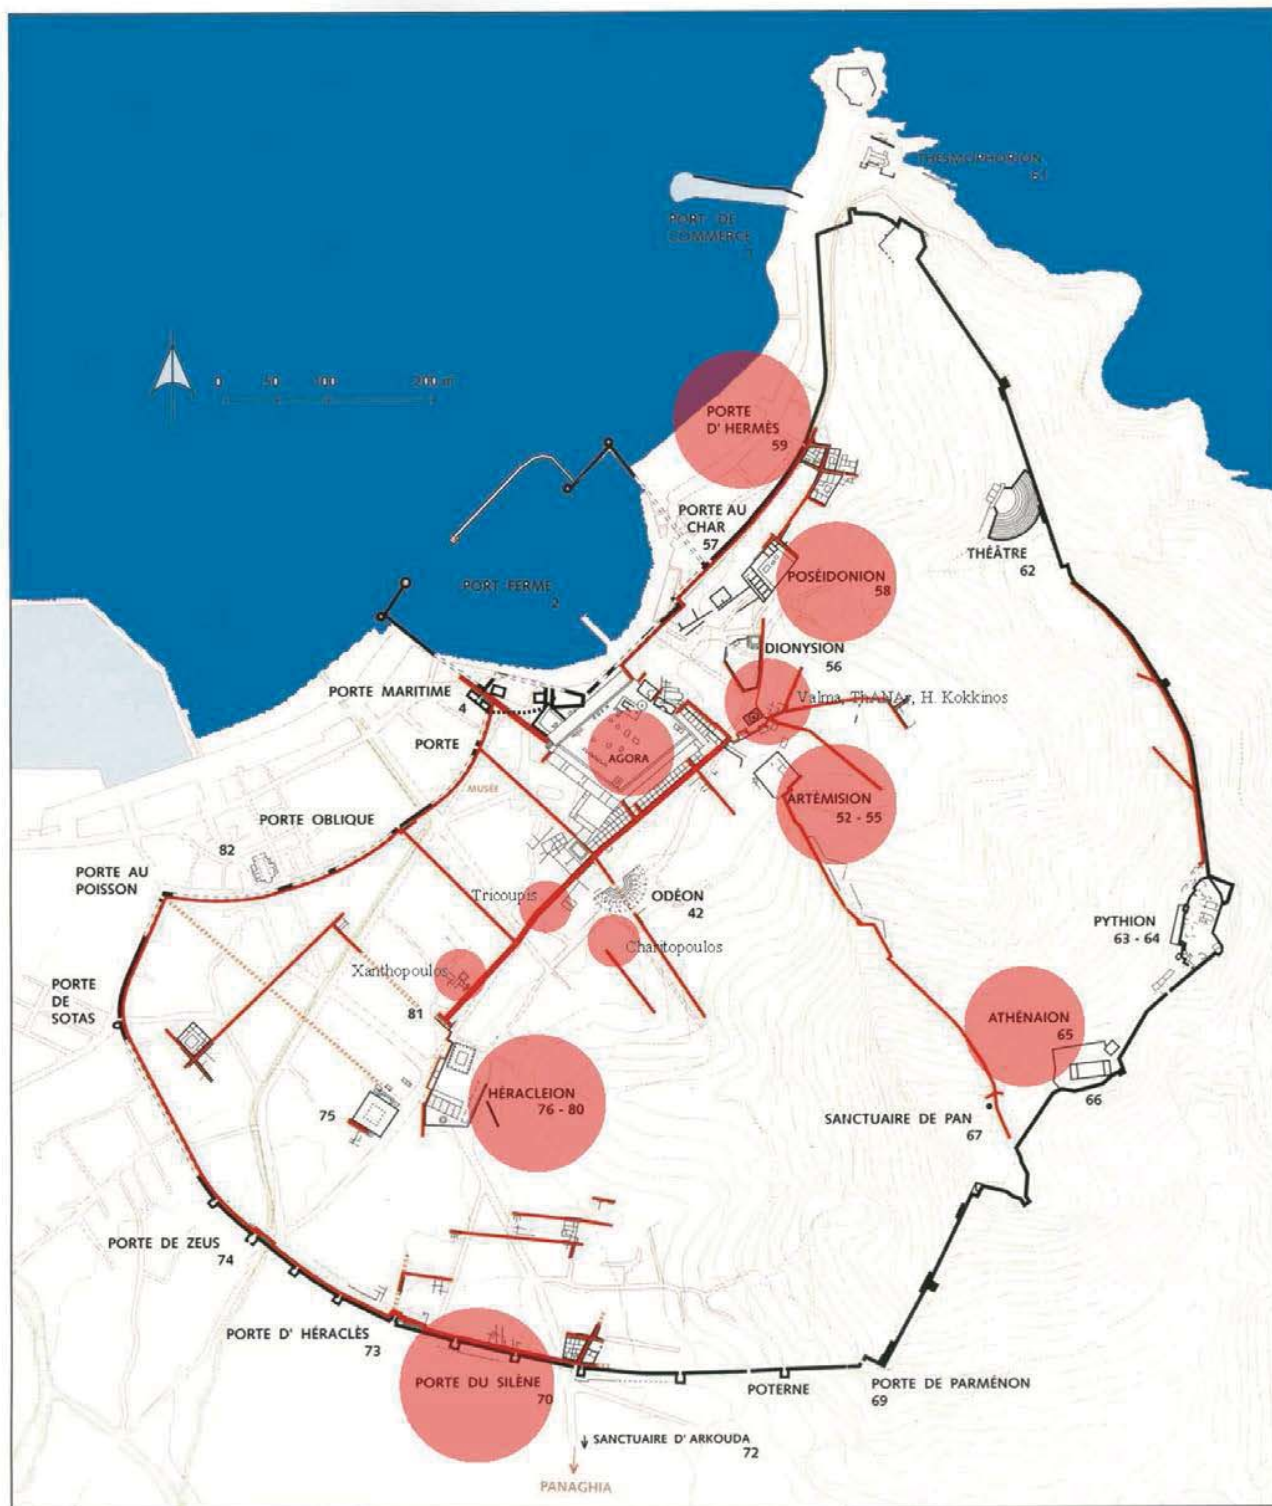 THESMOPHORION
61
PORT DE
COMMERCE
1
0 50 100 200 m
PORTE
D' HERMÈS
59
PORTE AU
CHAR
57
THÉÂTRE
62
POSÉIDONION
58
PORT FERME
2
DIONYSION
56
PORTE MARITIME
4
Valma, ThANAr, H. Kokkinos
PORTE
AGORA
MUSÉE
ARTÉMISION
52 - 55
PORTE OBLIQUE
82
PORTE AU
POISSON
Tricoupis
ODÉON
42
PYTHION
63 - 64
Charitopoulos
Xanthopoulos
PORTE
DE
SOTAS
81
ATHÉNAION
65
HÉRACLEION
76 - 80
66
75
SANCTUAIRE DE PAN
67
PORTE DE ZEUS
74
PORTE D' HÉRACLÈS
73
PORTE DU SILÈNE
70
POTERNE
PORTE DE PARMÉNON
69
SANCTUAIRE D' ARKOUDA
72
PANAGHIA